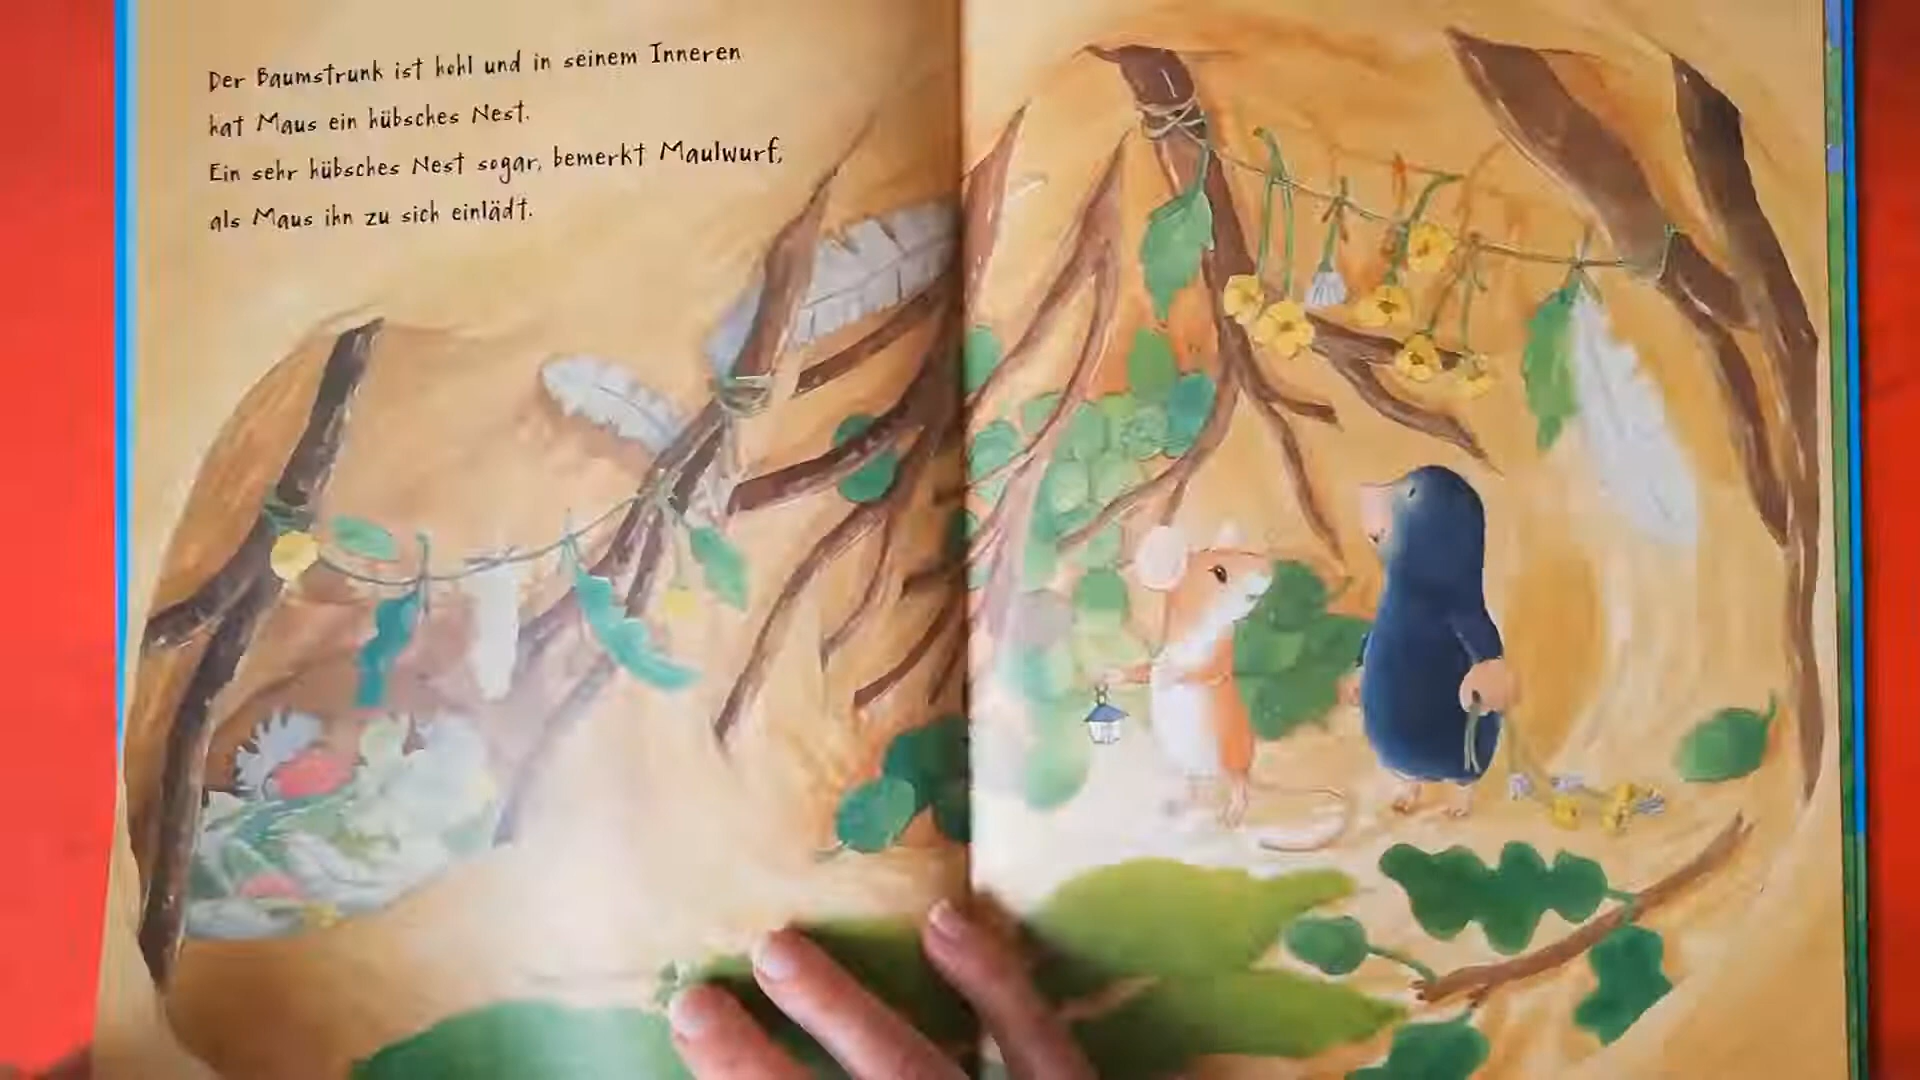 Der Baumstrunk ist hohl und in seinem Inneren
hat Maus ein hübsches Nest.
Ein sehr hübsches Nest sogar, bemerkt Maulwurf,
als Maus ihn zu sich einlädt.